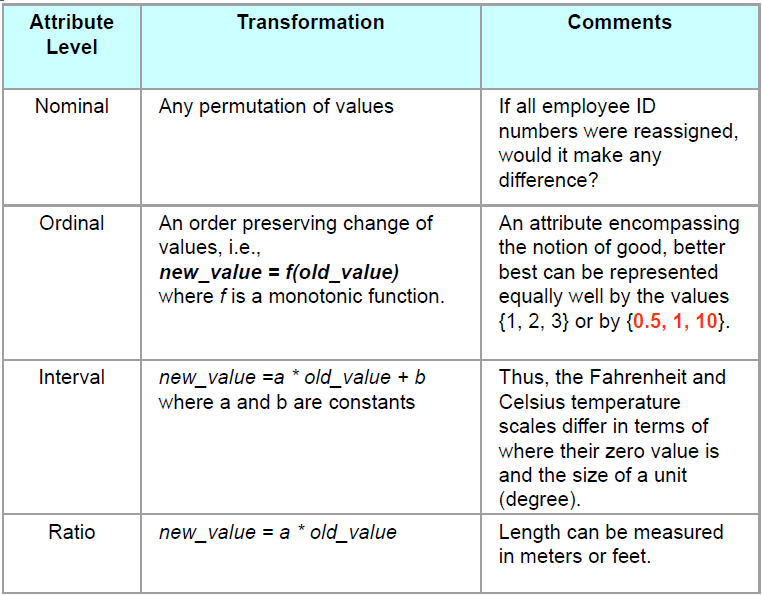 Attribute
Level
Transformation
Comments
Nominal
Any permutation of values
If all employee ID
numbers were reassigned,
would it make any
difference?
Ordinal
An order preserving change of
values, i.e.,
new_value = f(old_value)
where f is a monotonic function.
An attribute encompassing
the notion of good, better
best can be represented
equally well by the values
{1, 2, 3} or by {0.5, 1, 10}.
Interval
new_value =a * old_value + b
where a and b are constants
Thus, the Fahrenheit and
Celsius temperature
scales differ in terms of
where their zero value is
and the size of a unit
(degree).
Ratio
new_value = a * old_value
Length can be measured
in meters or feet.